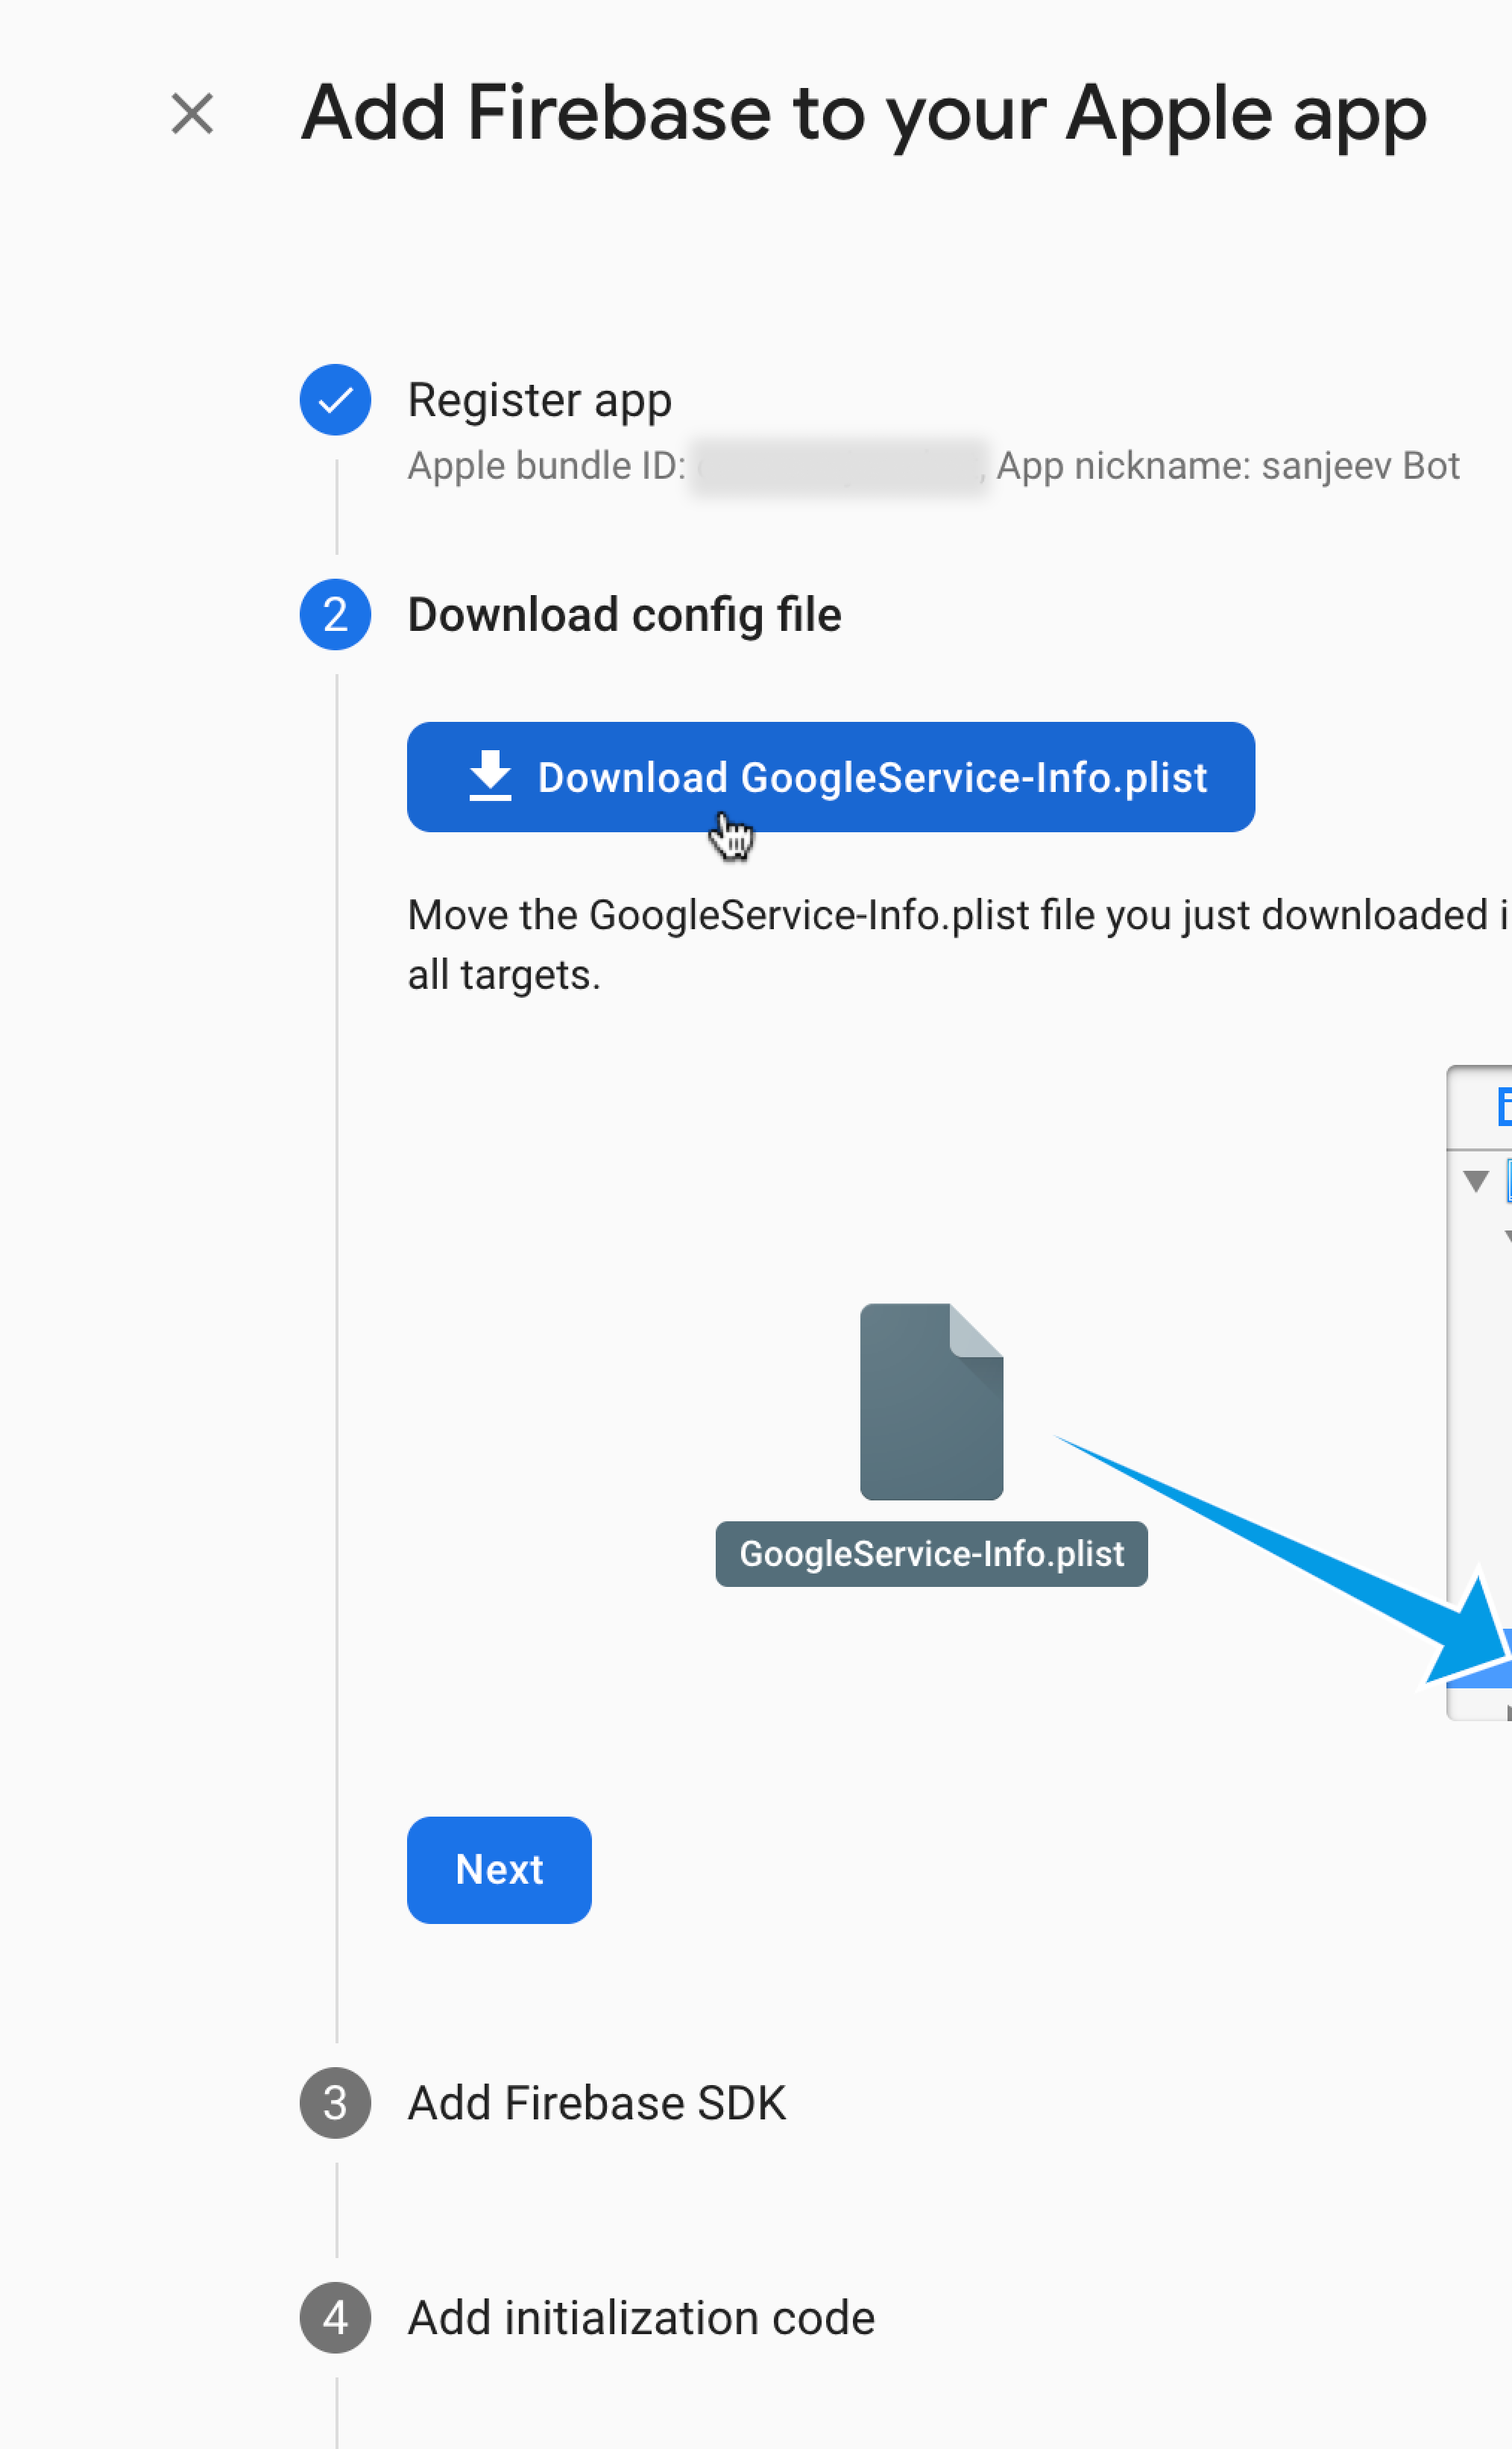 Add Firebase to your Apple app
Register app
Apple bundle ID: , App nickname: sanjeev Bot
2 Download config file
Download GoogleService-Info.plist
Move the GoogleService-Info.plist file you just downloaded
all targets.
GoogleService-Info.plist
Next
3 Add Firebase SDK
4 Add initialization code